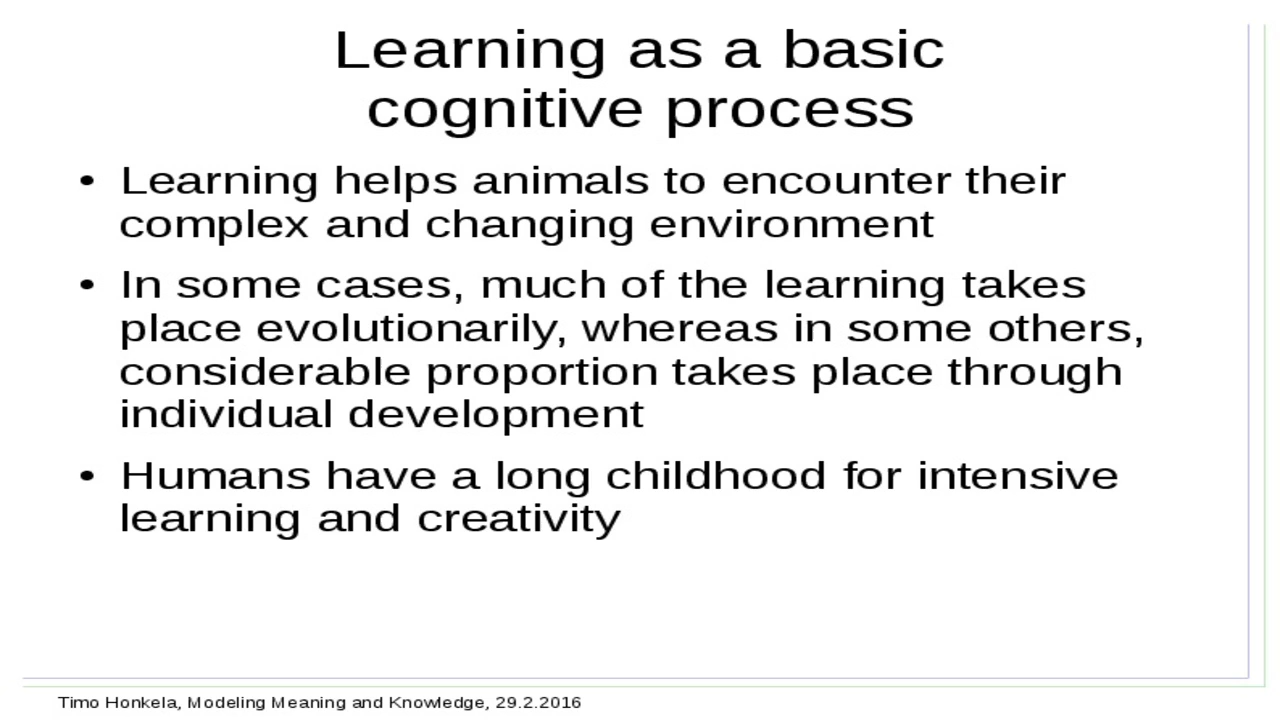 Learning as a basic
cognitive process
• Learning helps animals to encounter their
complex and changing environment
• In some cases, much of the learning takes
place evolutionarily, whereas in some others,
considerable proportion takes place through
individual development
• Humans have a long childhood for intensive
learning and creativity
Timo Honkela, Modeling Meaning and Knowledge, 29.2.2016